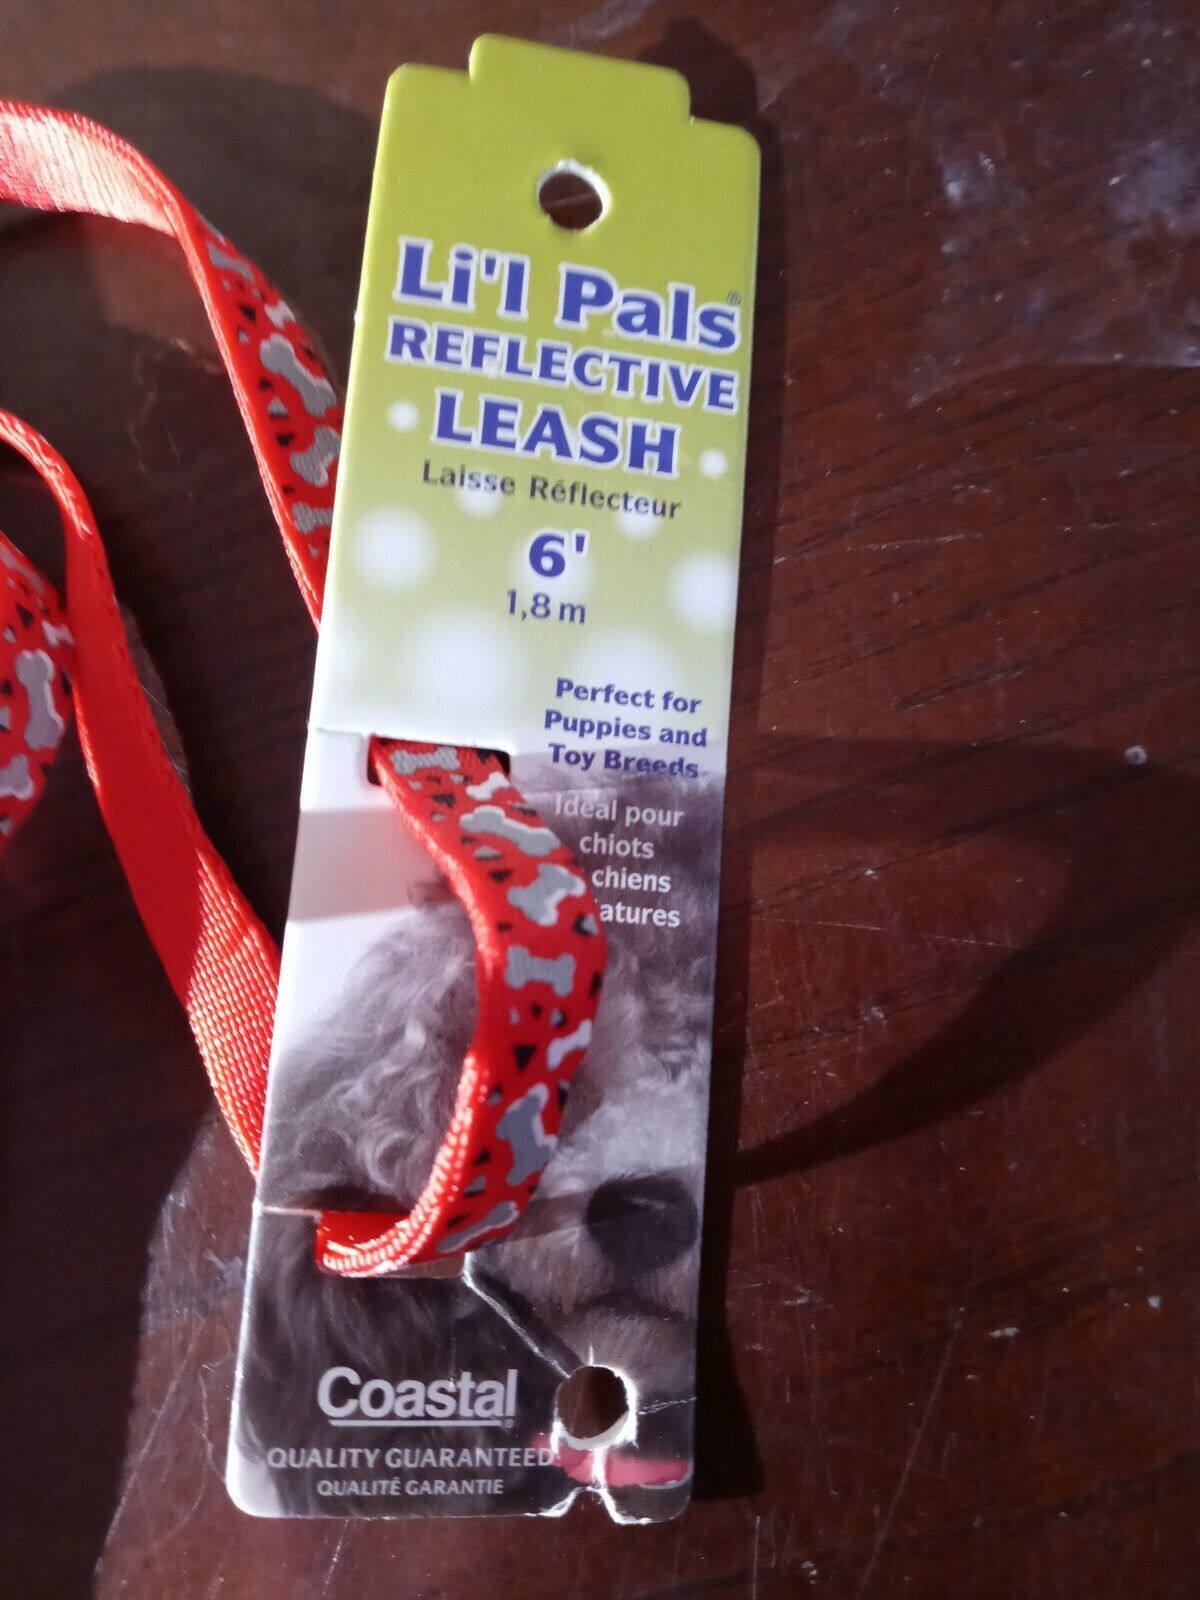 Li'l Pals®
REFLECTIVE
LEASH
Laisse Réflecteur
6'
1,8 m
Perfect for
Puppies and
Toy Breeds
Idéal pour
chiots
chiens
Coastal
QUALITY GUARANTEED
QUALITÉ GARANTIE